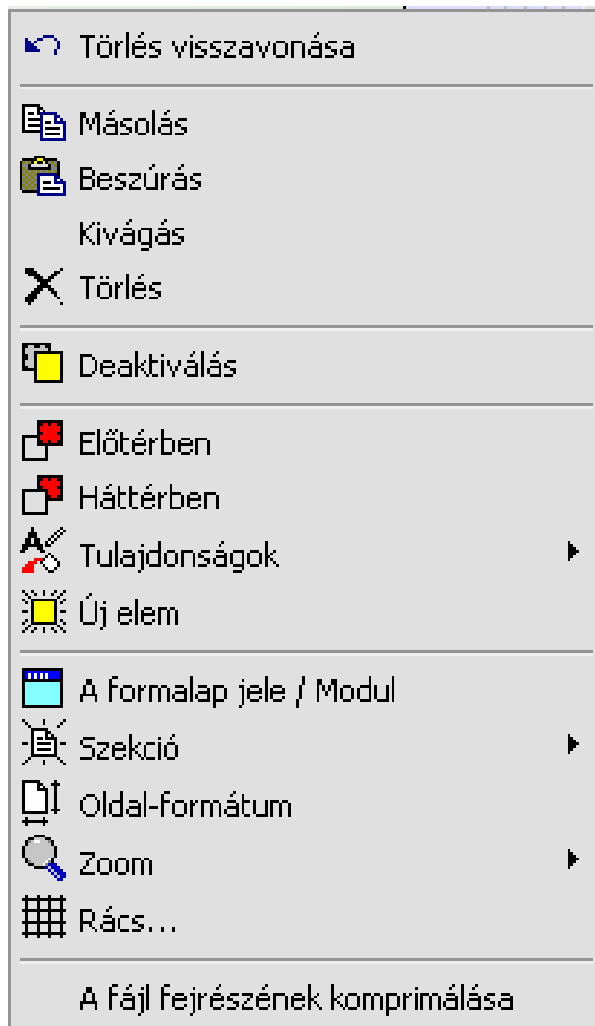 Törlés visszavonása
Másolás
Beszúrás
Kivágás
Törlés
Deaktiválás
Előtérben
Háttérben
Tulajdonságok
Új elem
A formalap jele / Modul
Szekció
Oldal-formátum
Zoom
Rács...
A fájl fejrészének komprimálása